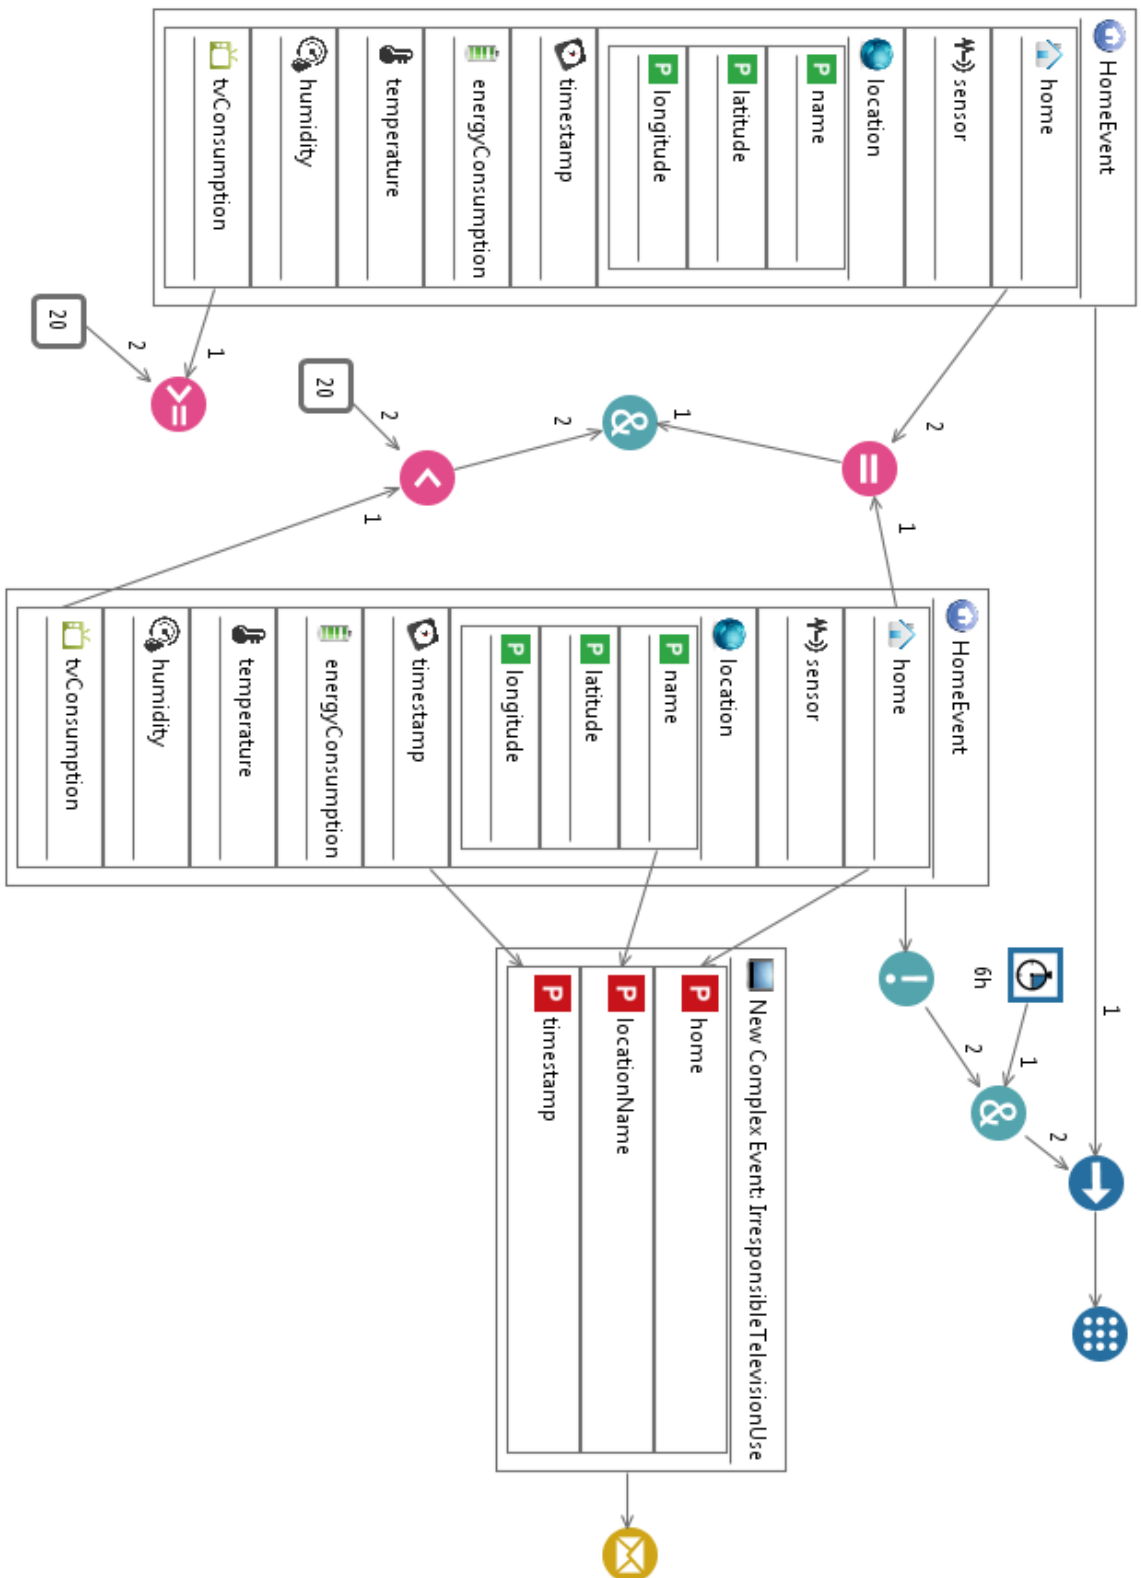 HomeEvent
home
sensor
location
P name
P latitude
P longitude
timestamp
energyConsumption
temperature
humidity
tvConsumption
1
2
1
20
2
>=
=
1
&
2
20
2
<
1
1
HomeEvent
home
sensor
location
P name
P latitude
P longitude
timestamp
energyConsumption
temperature
humidity
tvConsumption
6h
1
!
2
&
2
New Complex Event: IrresponsibleTelevisionUse
P home
P locationName
P timestamp